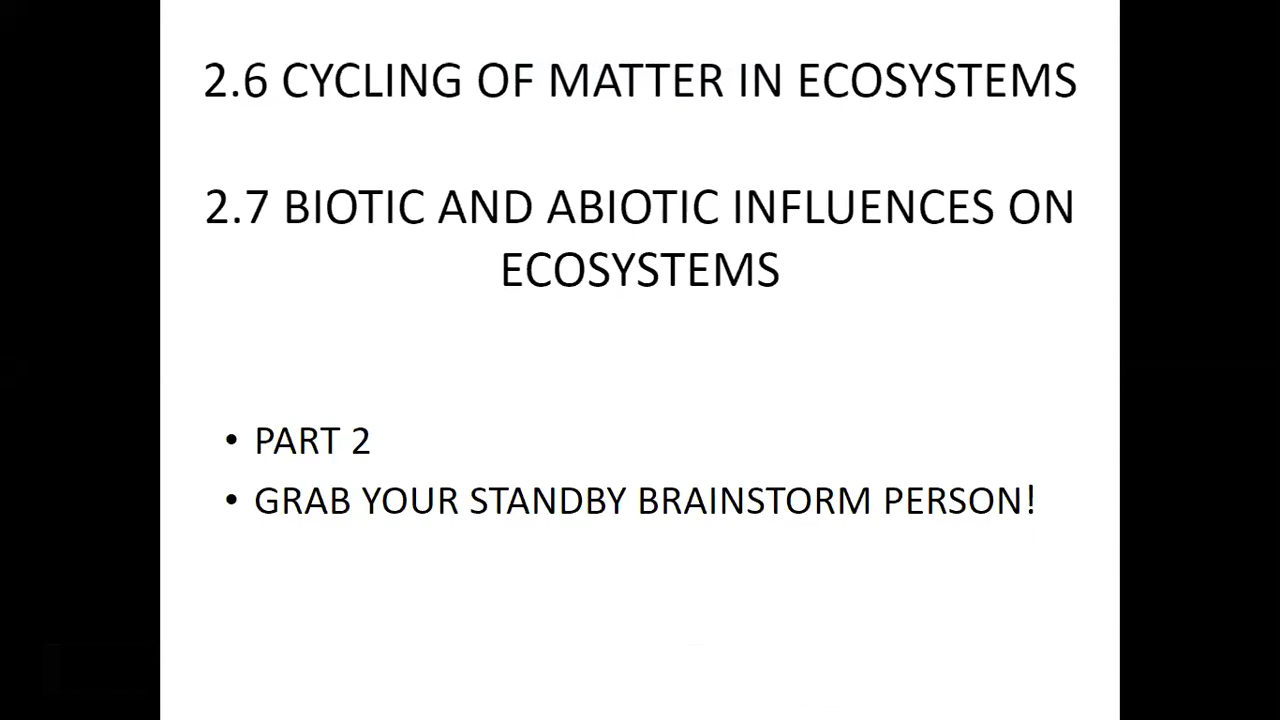 2.6 CYCLING OF MATTER IN ECOSYSTEMS
2.7 BIOTIC AND ABIOTIC INFLUENCES ON
ECOSYSTEMS
• PART 2
• GRAB YOUR STANDBY BRAINSTORM PERSON!